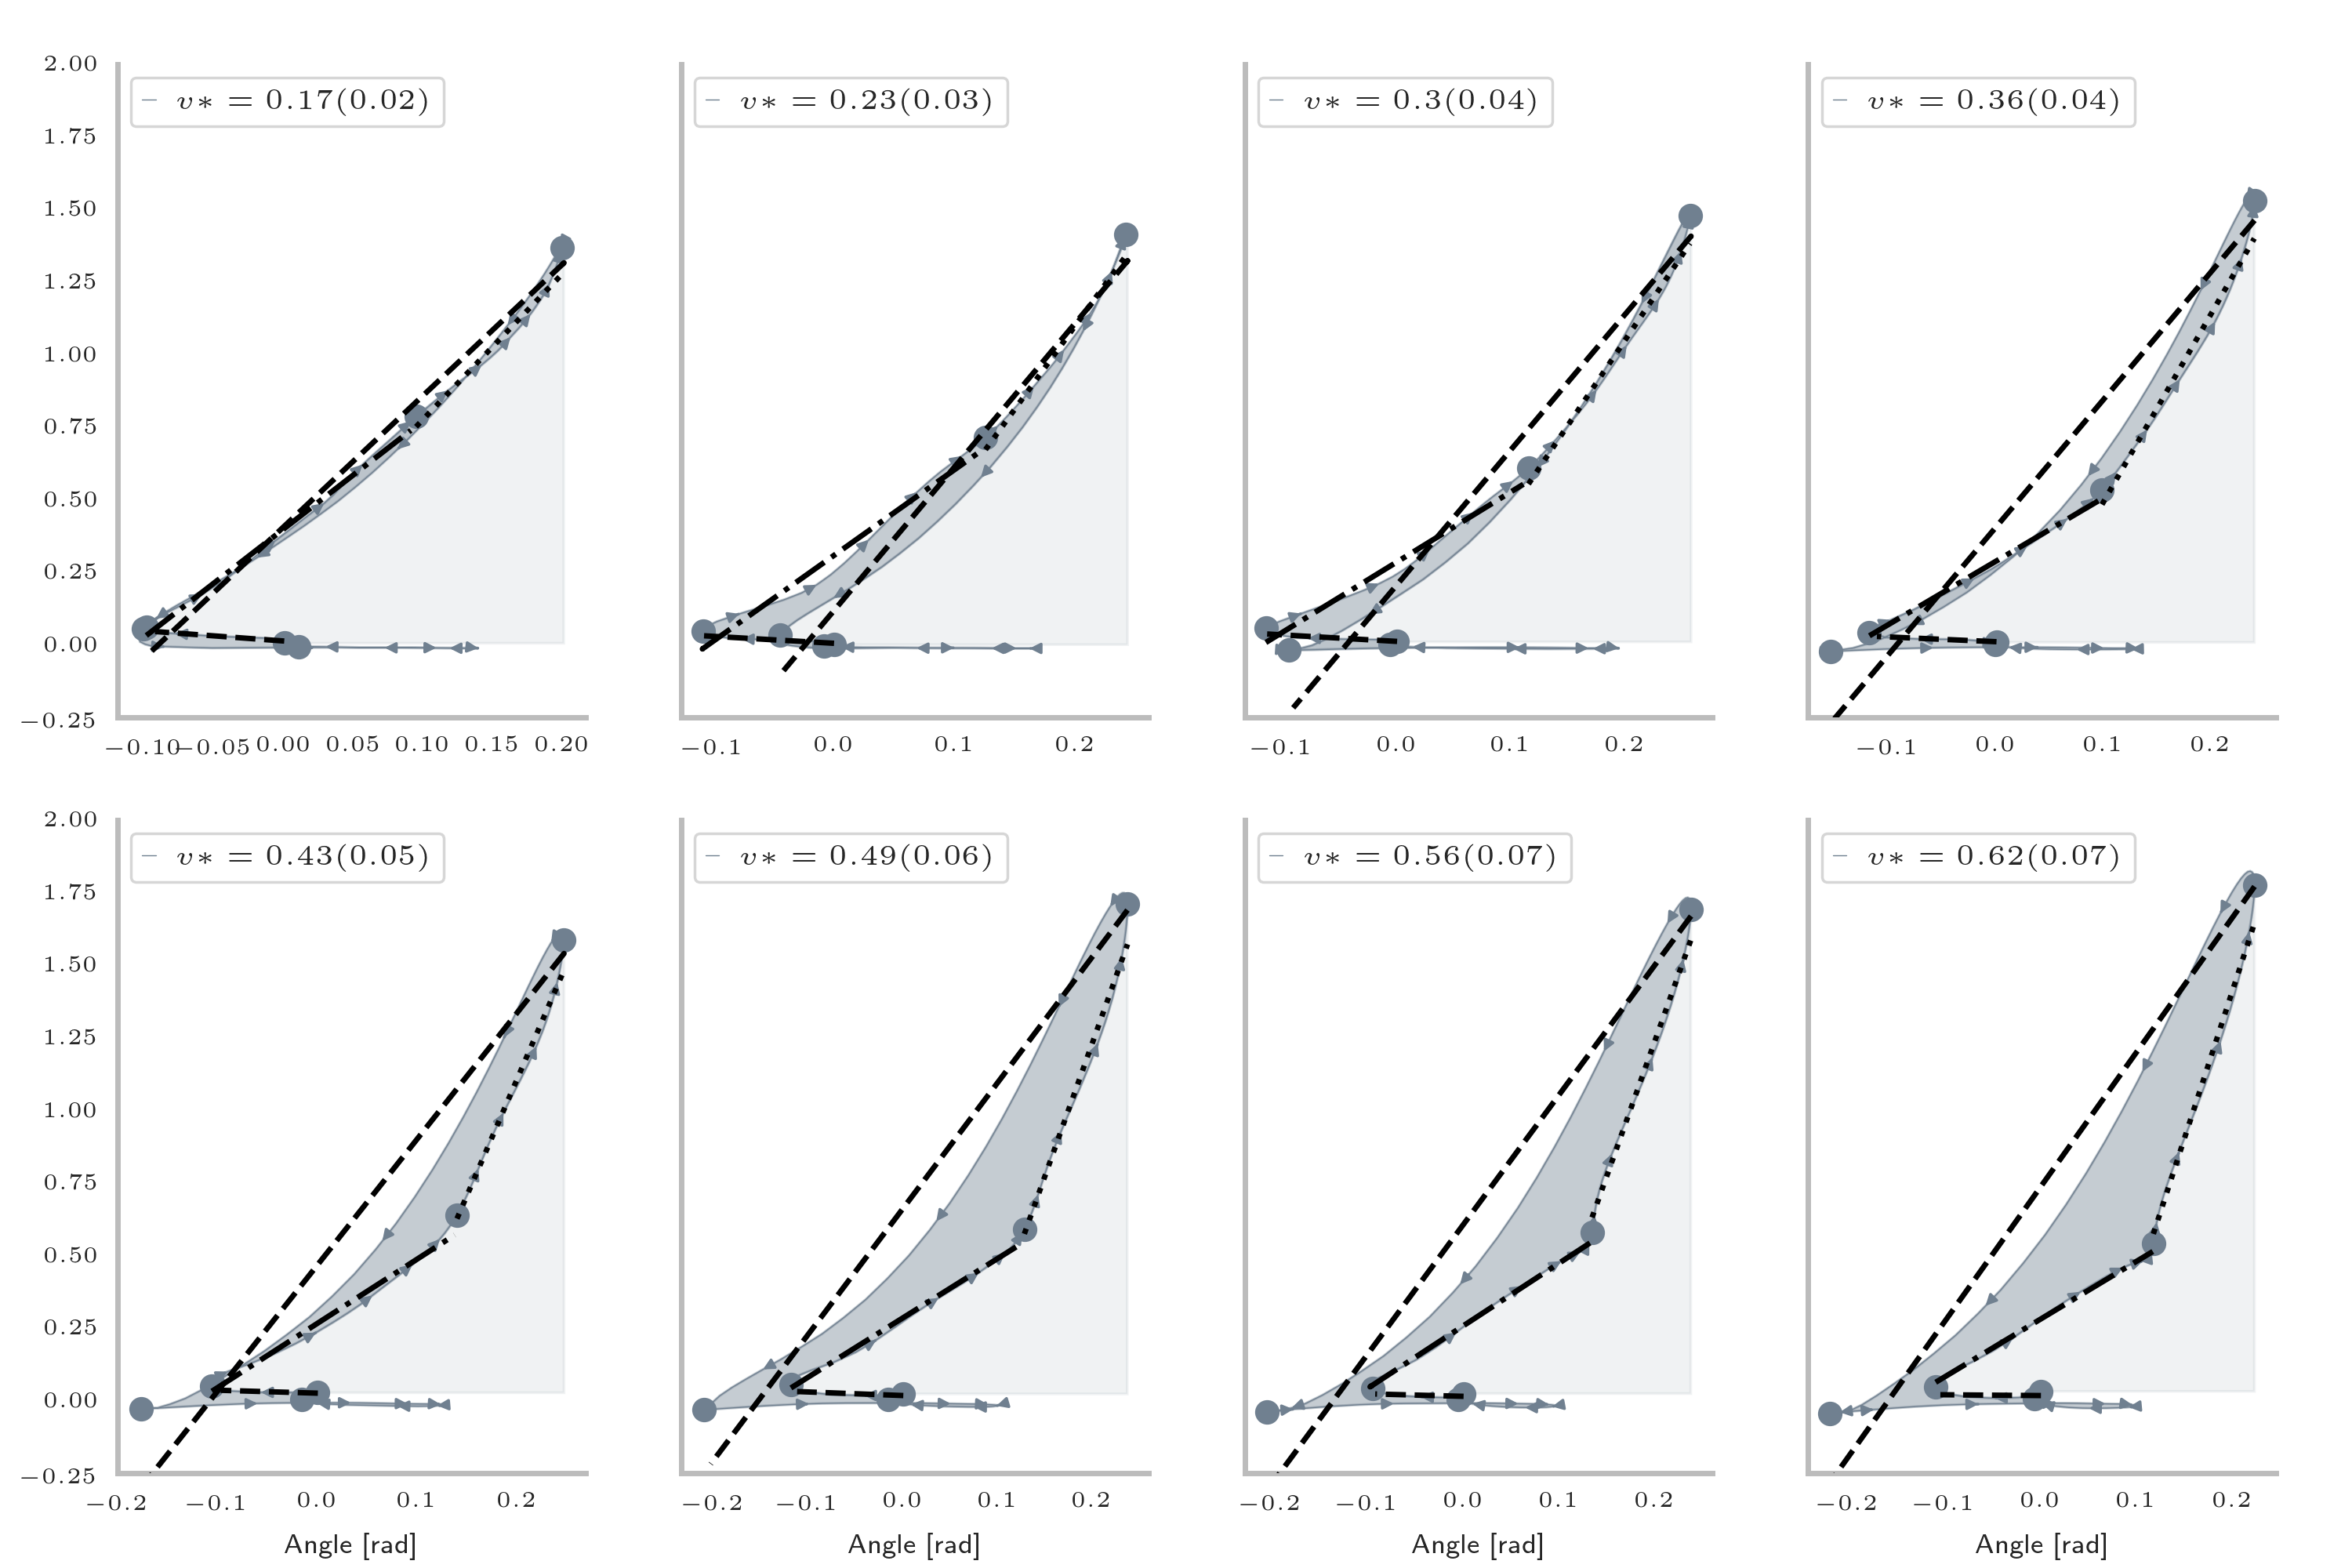 2.00
1.75
1.50
1.25
1.00
0.75
0.50
0.25
0.00
−0.25
v∗ = 0.17(0.02)
−0.10 −0.05 0.00 0.05 0.10 0.15 0.20
v∗ = 0.23(0.03)
−0.1 0.0 0.1 0.2
v∗ = 0.3(0.04)
−0.1 0.0 0.1 0.2
v∗ = 0.36(0.04)
−0.1 0.0 0.1 0.2
2.00
1.75
1.50
1.25
1.00
0.75
0.50
0.25
0.00
−0.25
v∗ = 0.43(0.05)
−0.2 −0.1 0.0 0.1 0.2
Angle [rad]
v∗ = 0.49(0.06)
−0.2 −0.1 0.0 0.1 0.2
Angle [rad]
v∗ = 0.56(0.07)
−0.2 −0.1 0.0 0.1 0.2
Angle [rad]
v∗ = 0.62(0.07)
−0.2 −0.1 0.0 0.1 0.2
Angle [rad]